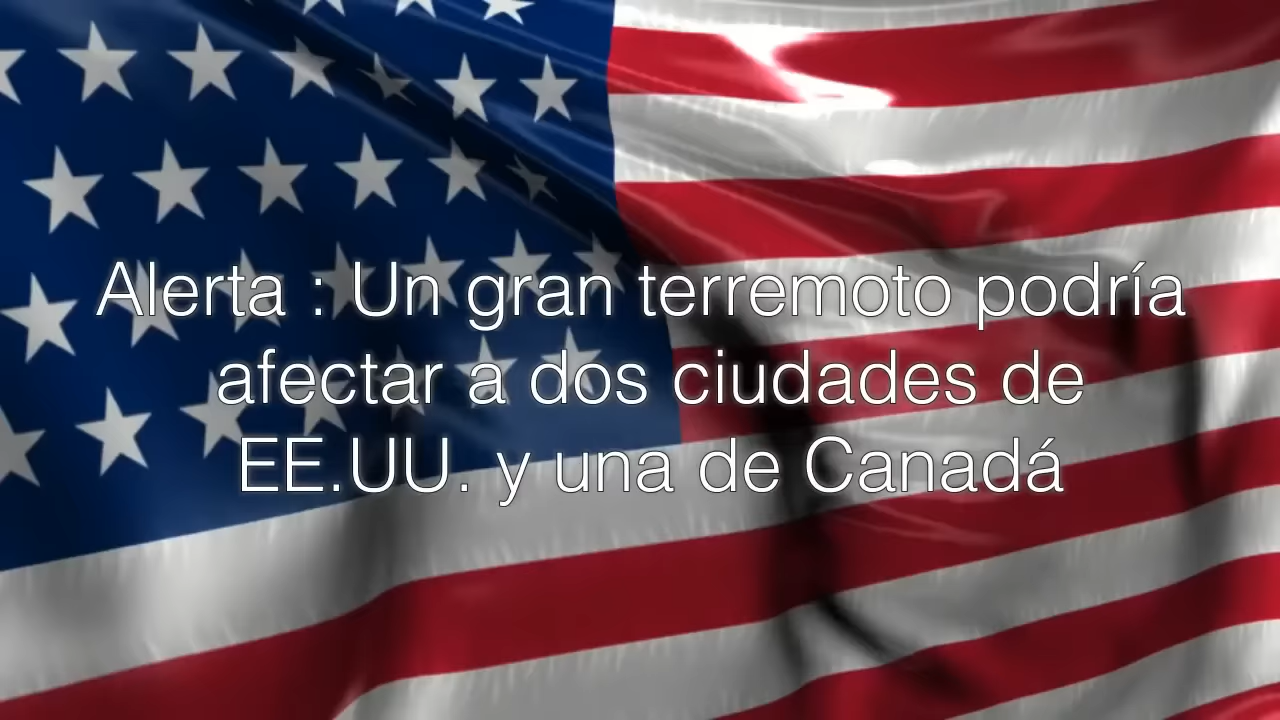 Alerta : Un gran terremoto podría
afectar a dos ciudades de
EE.UU. y una de Canadá